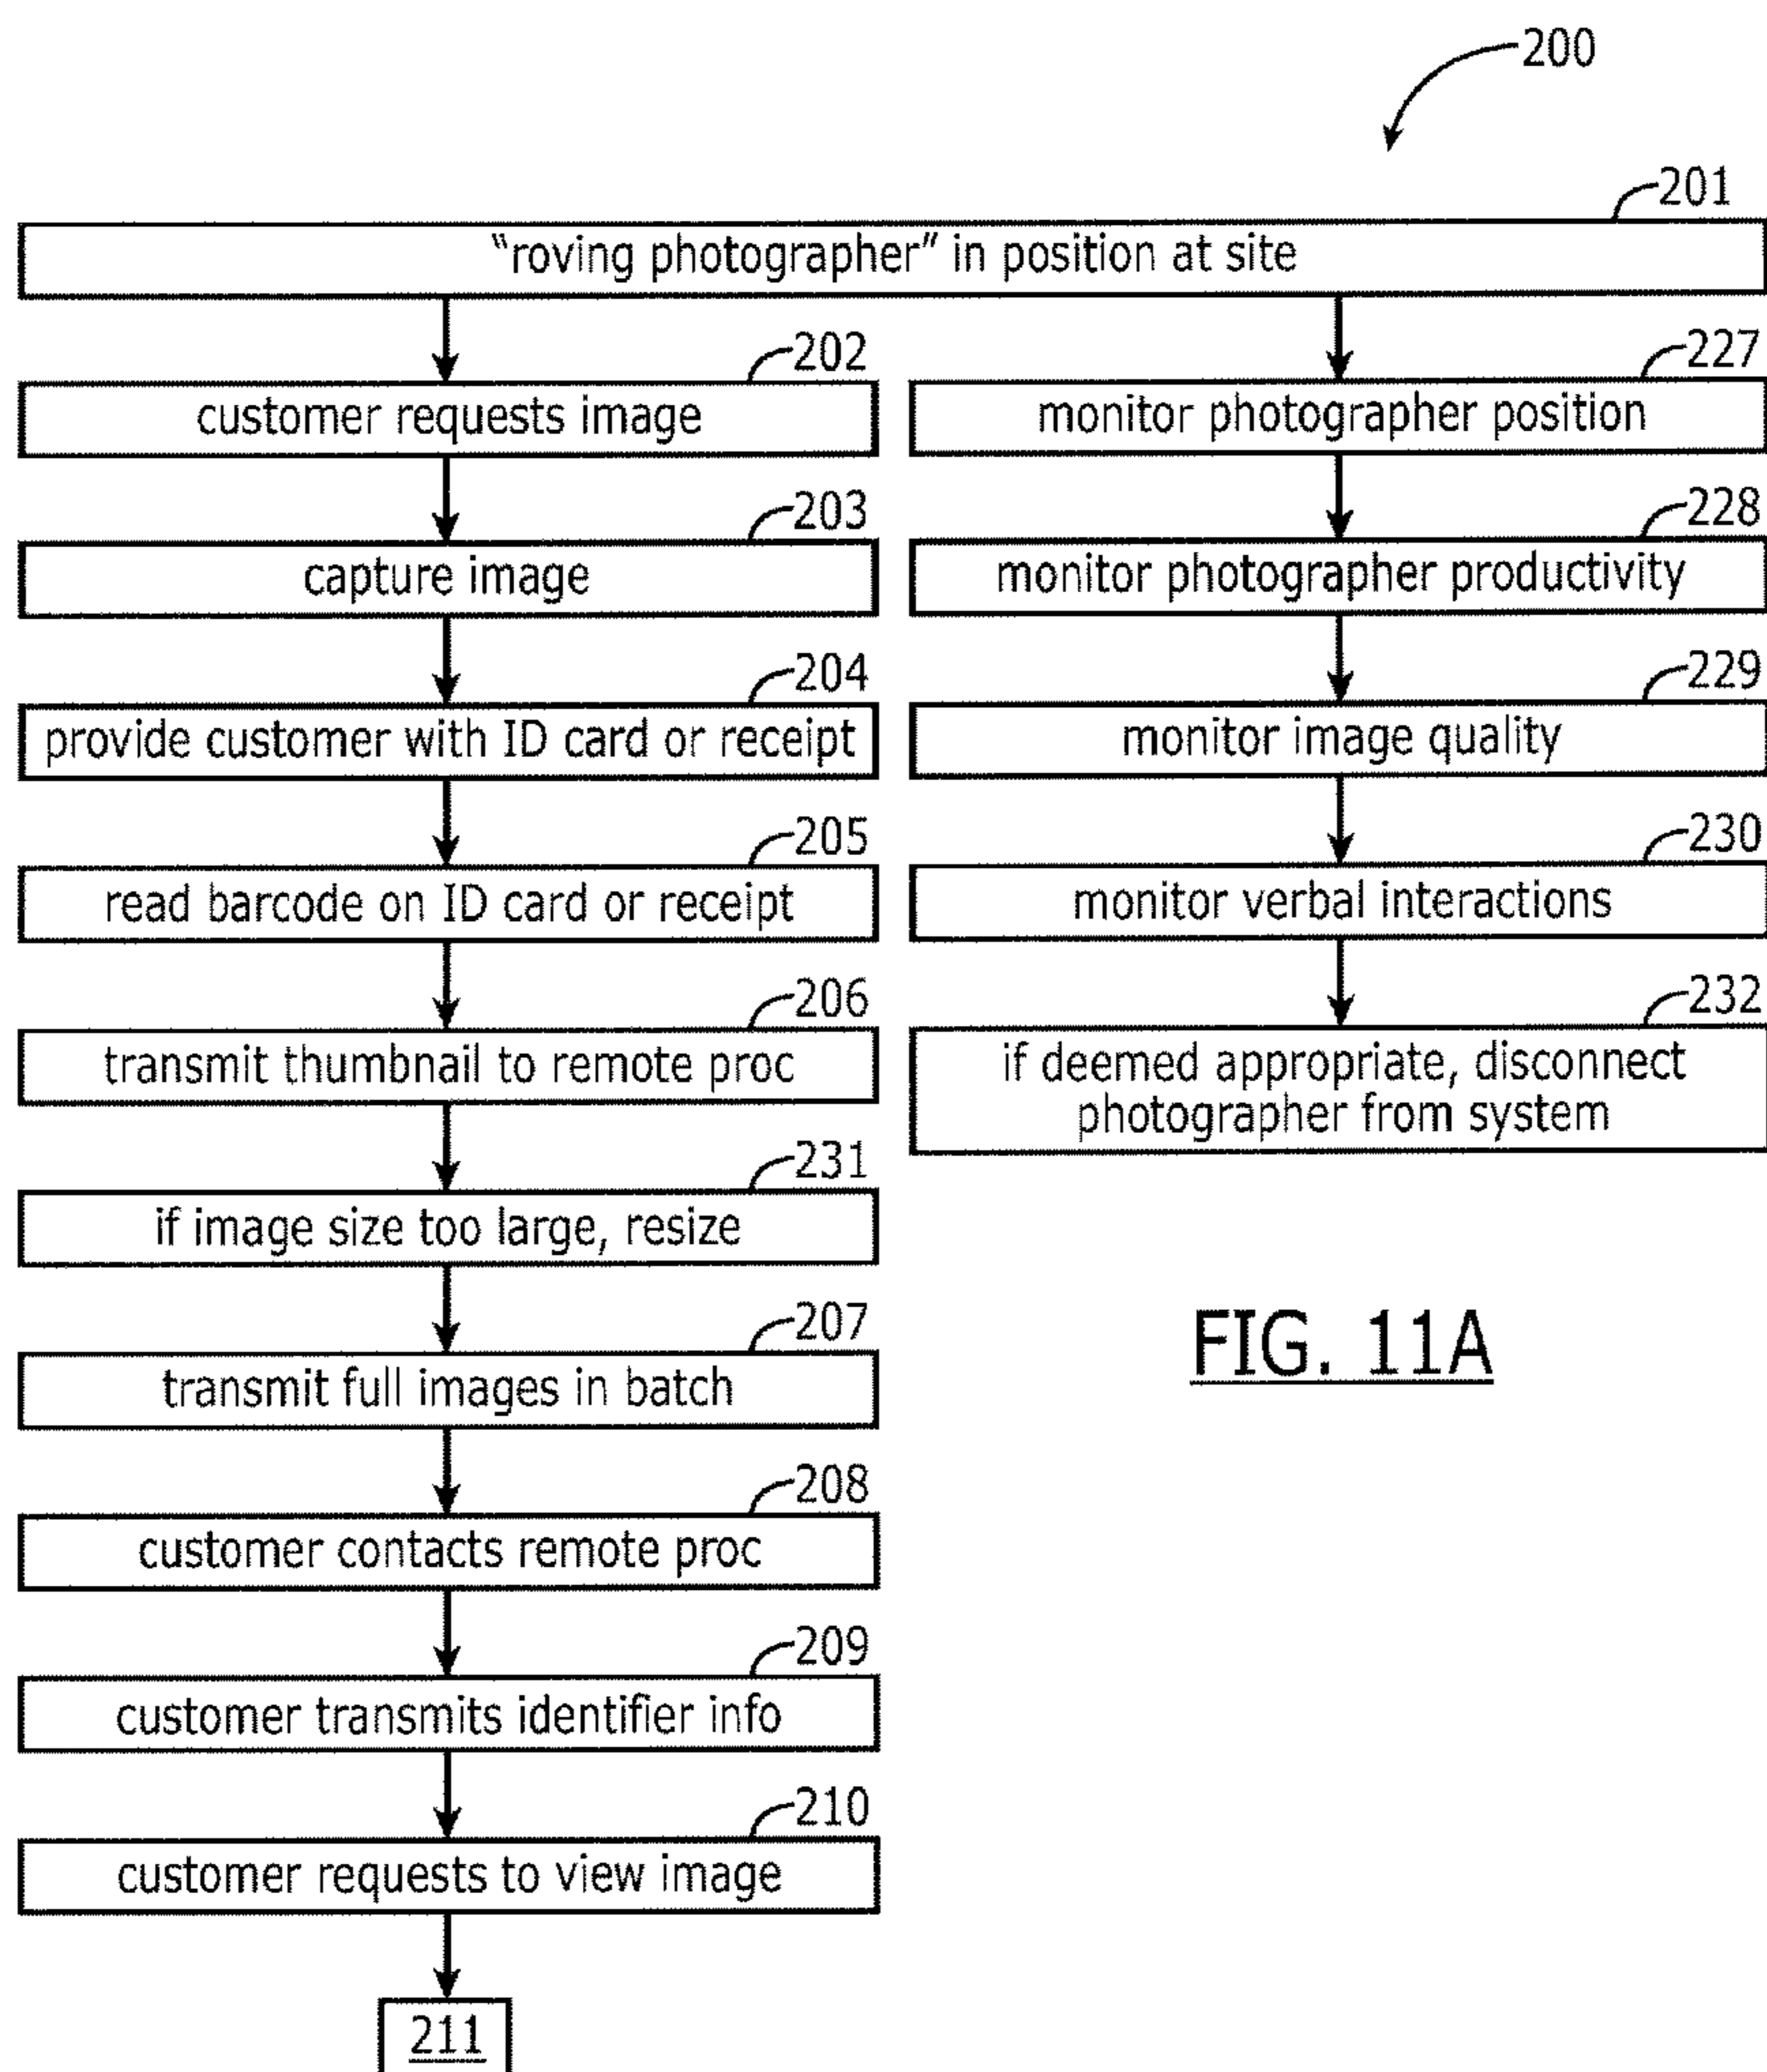 200
201
“roving photographer” in position at site
202
customer requests image
203
capture image
204
provide customer with ID card or receipt
205
read barcode on ID card or receipt
206
transmit thumbnail to remote proc
231
if image size too large, resize
207
transmit full images in batch
208
customer contacts remote proc
209
customer transmits identifier info
210
customer requests to view image
211
227
monitor photographer position
228
monitor photographer productivity
229
monitor image quality
230
monitor verbal interactions
232
if deemed appropriate, disconnect
photographer from system
FIG. 11A